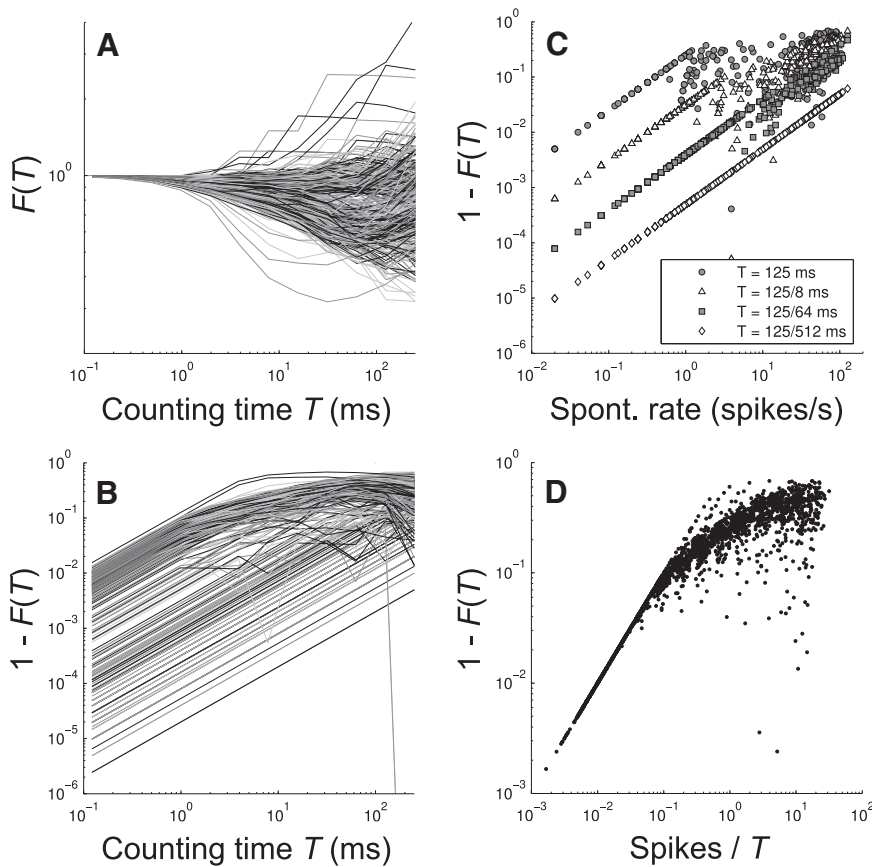 A
F(T)
10⁰
10⁻¹ 10⁰ 10¹ 10²
Counting time T (ms)
C
1 - F(T)
10⁰
10⁻¹
10⁻²
10⁻³
10⁻⁴
10⁻⁵
10⁻⁶
T = 125 ms
T = 125/8 ms
T = 125/64 ms
T = 125/512 ms
10⁻² 10⁻¹ 10⁰ 10¹ 10²
Spont. rate (spikes/s)
B
1 - F(T)
10⁰
10⁻¹
10⁻²
10⁻³
10⁻⁴
10⁻⁵
10⁻⁶
10⁻¹ 10⁰ 10¹ 10²
Counting time T (ms)
D
1 - F(T)
10⁰
10⁻¹
10⁻²
10⁻³
10⁻³ 10⁻² 10⁻¹ 10⁰ 10¹ 10²
Spikes / T